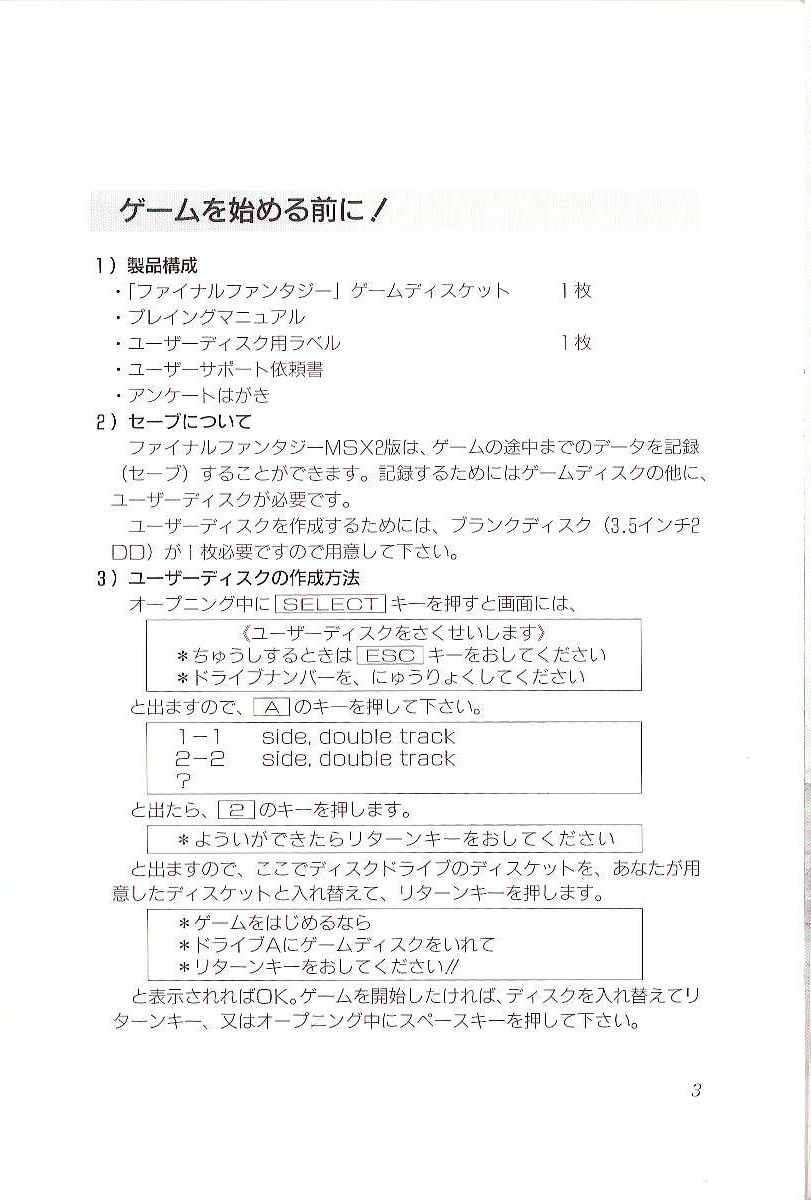 ゲームを始める前に!
1）製品構成
・「ファイナルファンタジー」ゲームディスケット　1枚
・プレイングマニュアル
・ユーザーディスク用ラベル　1枚
・ユーザーサポート依頼書
・アンケートはがき
2）セーブについて
ファイナルファンタジーMSX2版は、ゲームの途中までのデータを記録
（セーブ）することができます。記録するためにはゲームディスクの他に、
ユーザーディスクが必要です。
ユーザーディスクを作成するためには、ブランクディスク（3.5インチ2
DD）が1枚必要ですので用意して下さい。
3）ユーザーディスクの作成方法
オープニング中にSELECTキーを押すと画面には、
《ユーザーディスクをさくせいします》
＊ちゅうしするときはESCキーをおしてください
＊ドライブナンバーを、にゅうりょくしてください
と出ますので、Aのキーを押して下さい。
1－1　side, double track
2－2　side, double track
?
と出たら、2のキーを押します。
＊よういができたらリターンキーをおしてください
と出ますので、ここでディスクドライブのディスケットを、あなたが用
意したディスケットと入れ替えて、リターンキーを押します。
＊ゲームをはじめるなら
＊ドライブAにゲームディスクをいれて
＊リターンキーをおしてください!!
と表示されればOK。ゲームを開始したければ、ディスクを入れ替えてリ
ターンキー、又はオープニング中にスペースキーを押して下さい。
3